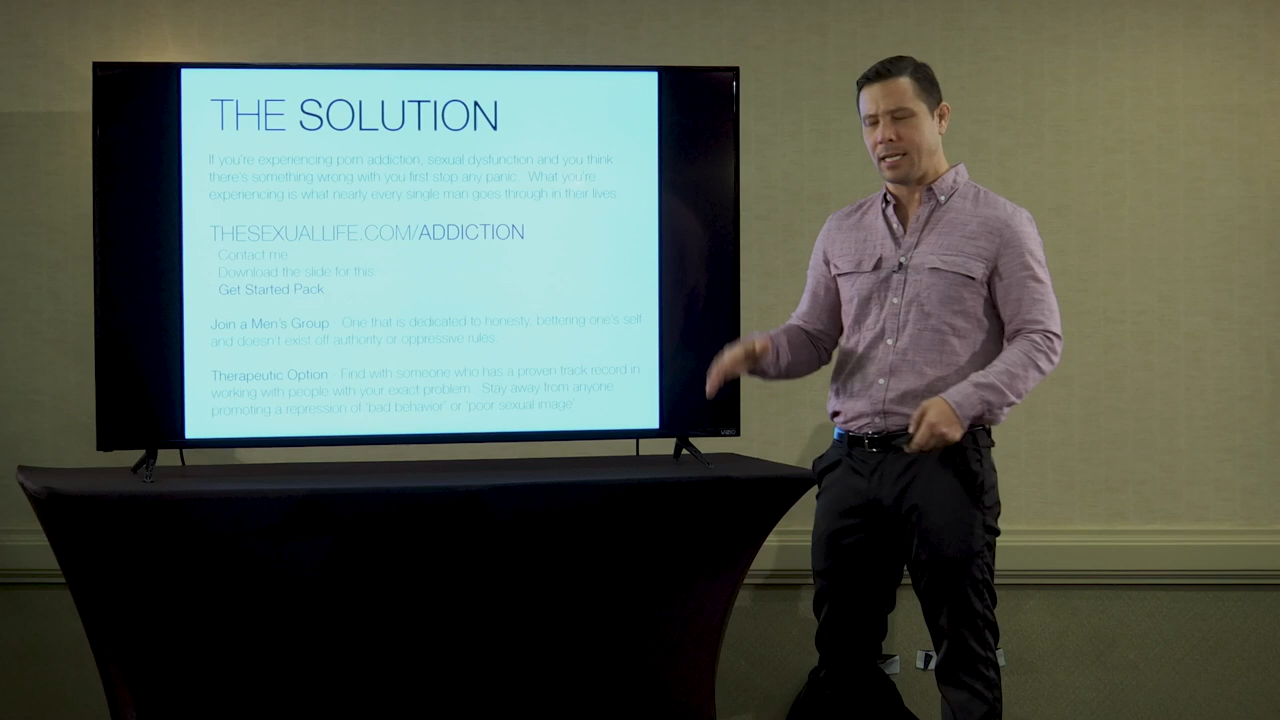 THE SOLUTION
If you're experiencing porn addiction, sexual dysfunction and you think
there's something wrong with you first stop any panic. What you're
experiencing is what nearly every single man goes through in their lives.
THESEXUALLIFE.COM/ADDICTION
Contact me
Download the slide for this
Get Started Pack
Join a Men's Group One that is dedicated to honesty, bettering one's self
and doesn't exist off authority or oppressive rules.
Therapeutic Option Find with someone who has a proven track record in
working with people with your exact problem. Stay away from anyone
promoting a repression of 'bad behavior' or 'poor sexual image'
VIZIO